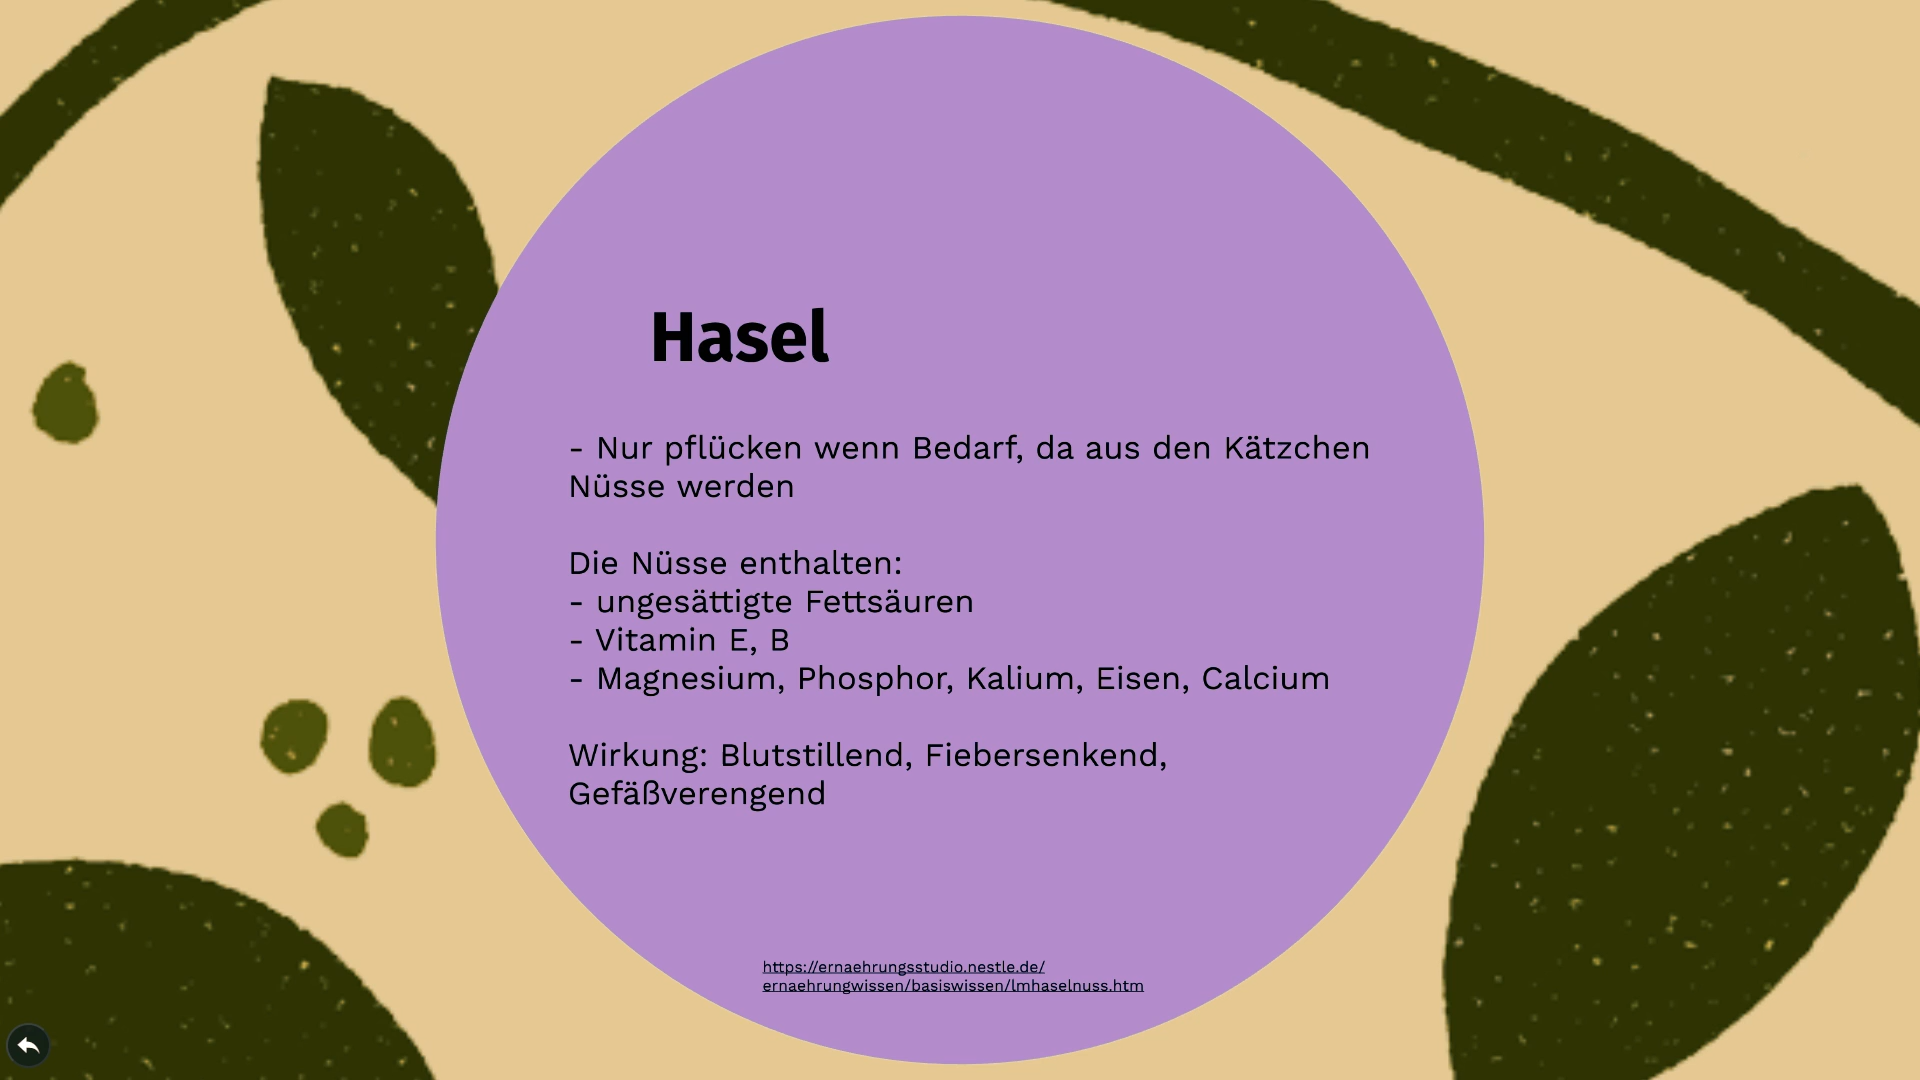 Hasel
- Nur pflücken wenn Bedarf, da aus den Kätzchen
Nüsse werden
Die Nüsse enthalten:
- ungesättigte Fettsäuren
- Vitamin E, B
- Magnesium, Phosphor, Kalium, Eisen, Calcium
Wirkung: Blutstillend, Fiebersenkend,
Gefäßverengend
https://ernaehrungsstudio.nestle.de/
ernaehrungwissen/basiswissen/lmhaselnuss.htm